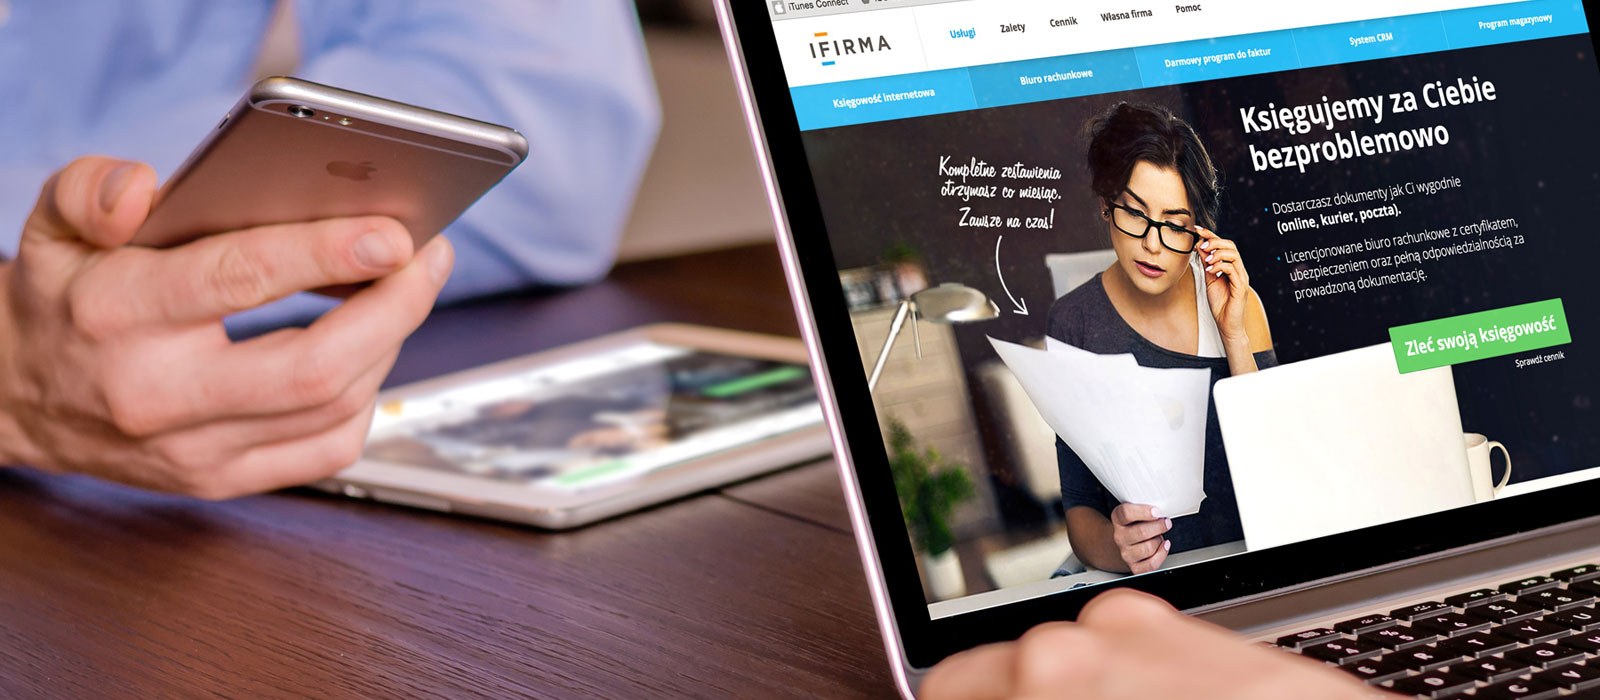 iTunes Connect
IFIRMA
Usługi
Zalety
Cennik
Własna firma
Pomoc
Księgowość internetowa
Biuro rachunkowe
Darmowy program do faktur
System CRM
Program magazynowy
Kompletne zestawienia
otrzymasz co miesiąc.
Zawsze na czas!
Księgujemy za Ciebie
bezproblemowo
• Dostarczasz dokumenty jak Ci wygodnie
(online, kurier, poczta).
• Licencjonowane biuro rachunkowe z certyfikatem,
ubezpieczeniem oraz pełną odpowiedzialnością za
prowadzoną dokumentację.
Zleć swoją księgowość
Sprawdź cennik